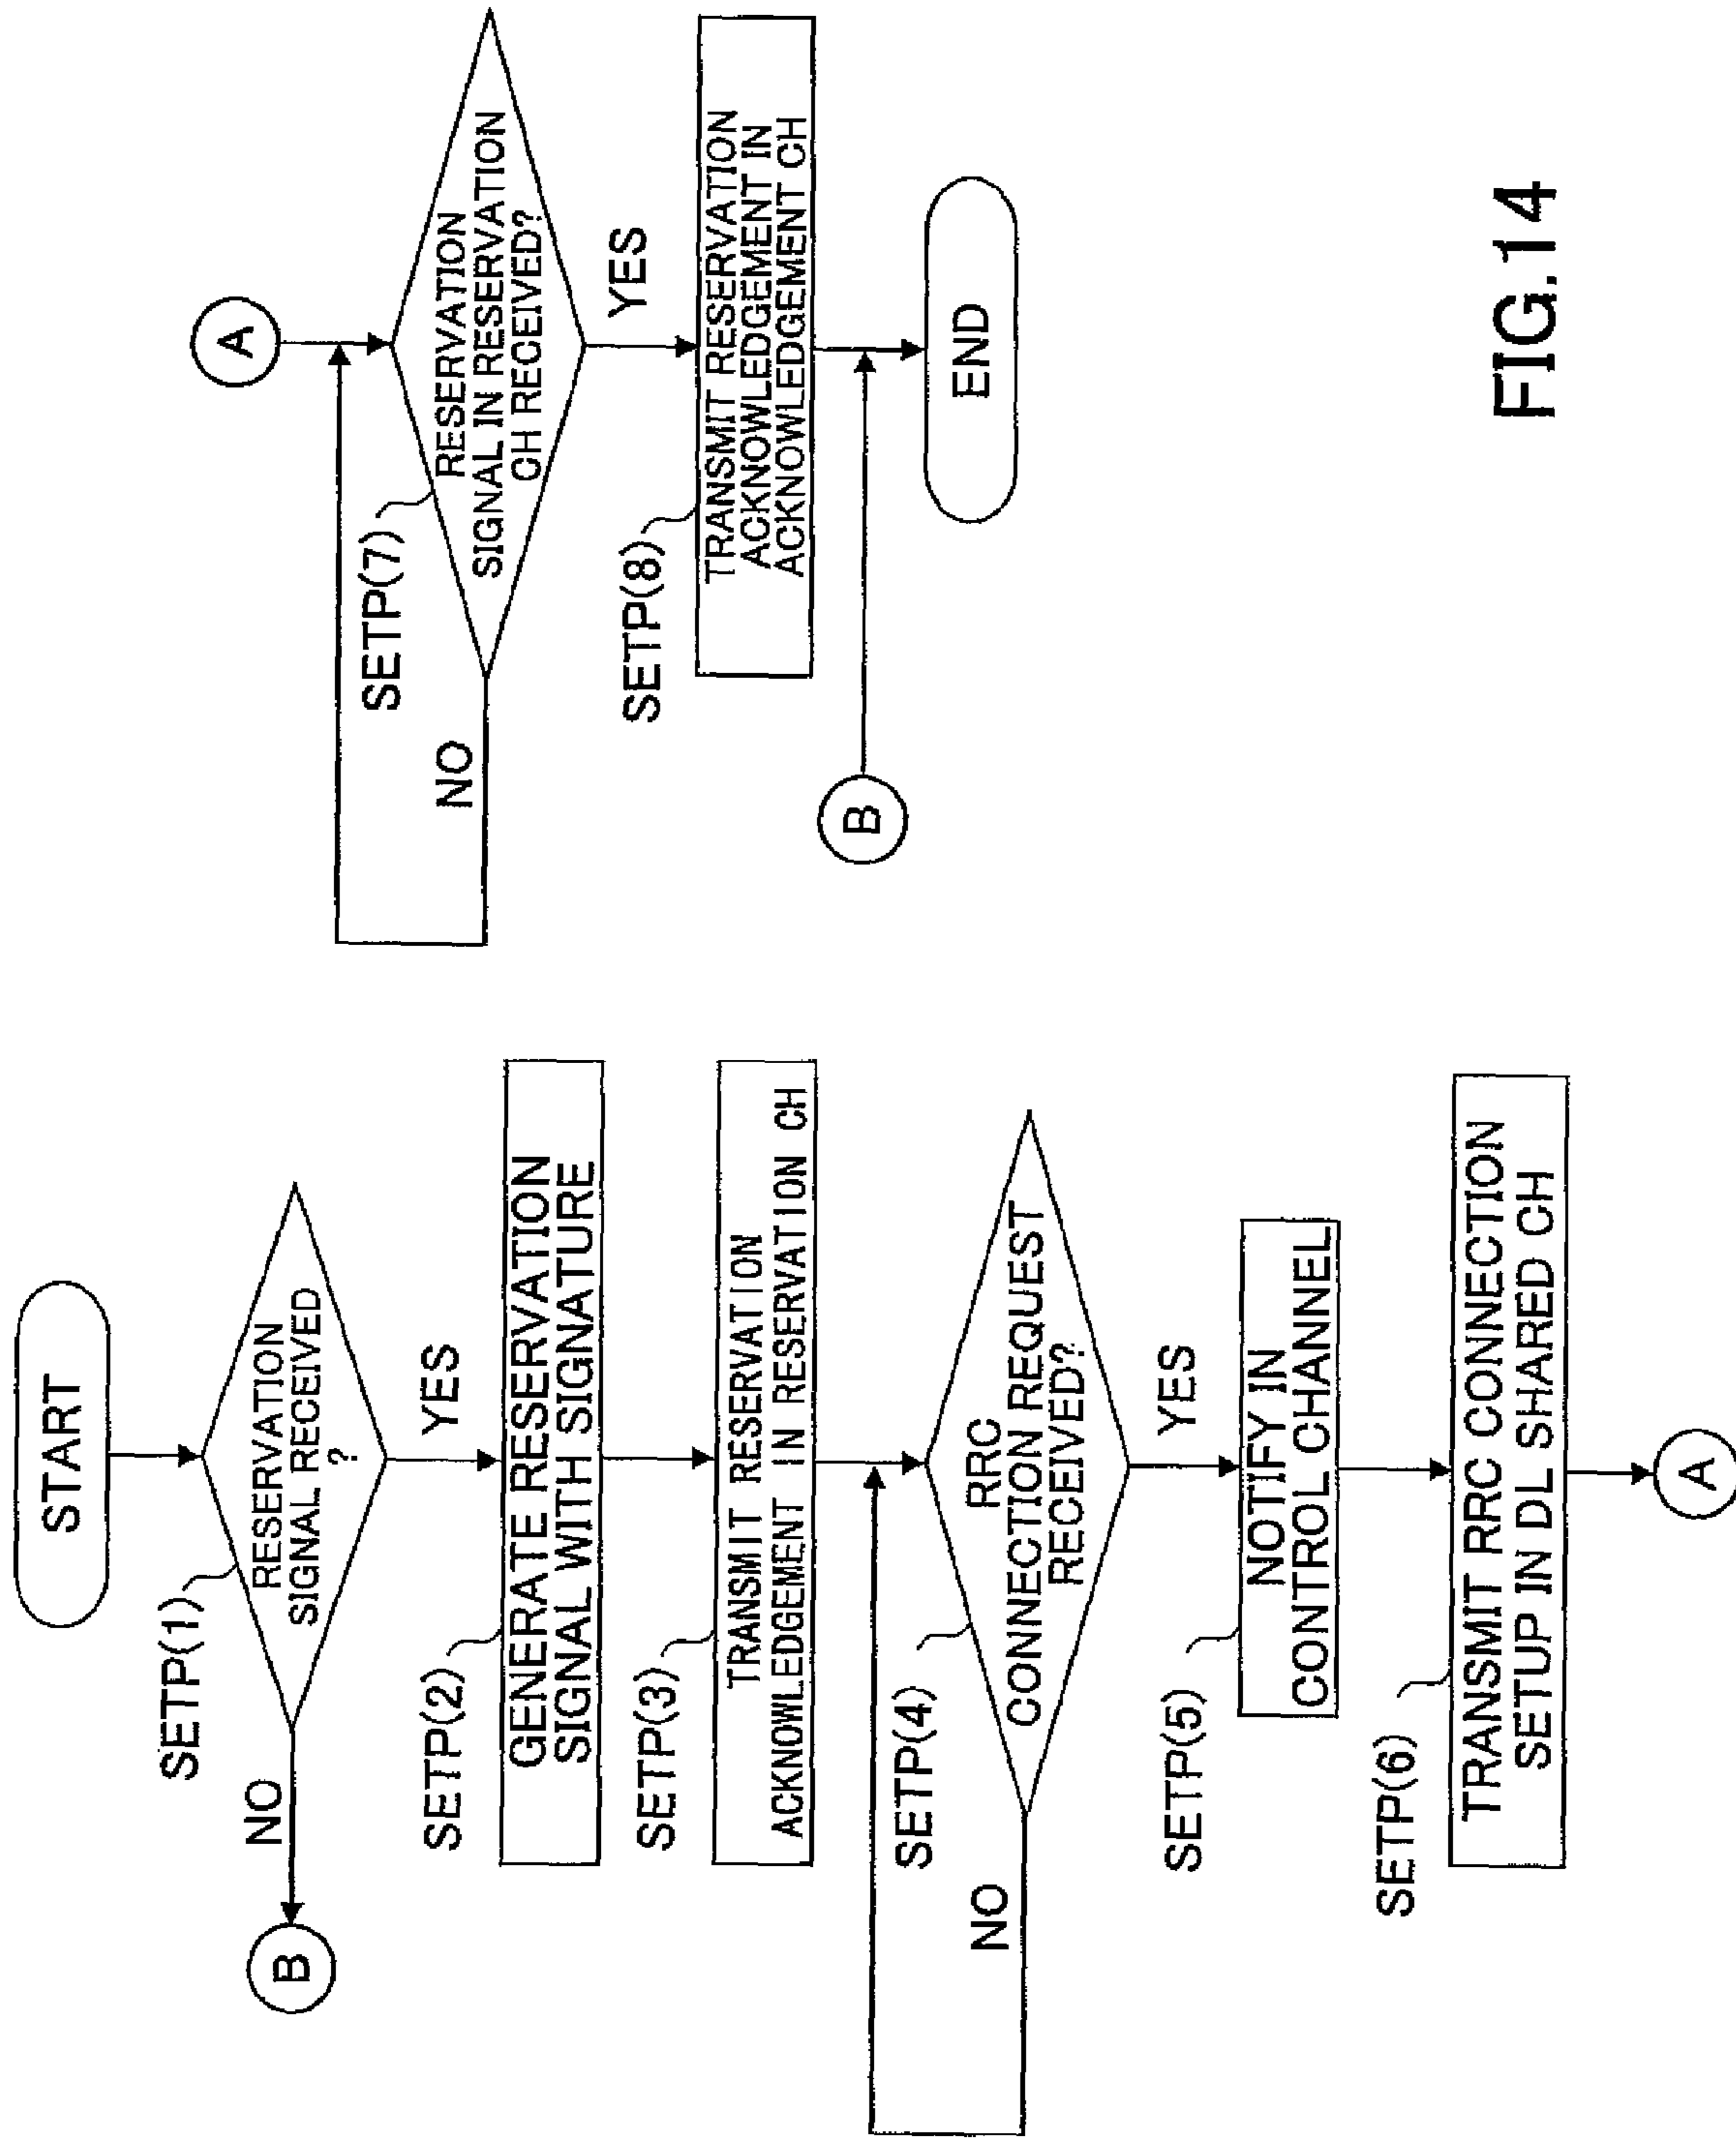 START
SETP(1)
RESERVATION
SIGNAL RECEIVED
?
NO
B
YES
SETP(2)
GENERATE RESERVATION
SIGNAL WITH SIGNATURE
SETP(3)
TRANSMIT RESERVATION
ACKNOWLEDGEMENT IN RESERVATION CH
SETP(4)
RRC
CONNECTION REQUEST
RECEIVED?
NO
YES
SETP(5)
NOTIFY IN
CONTROL CHANNEL
SETP(6)
TRANSMIT RRC CONNECTION
SETUP IN DL SHARED CH
A
A
SETP(7)
RESERVATION
SIGNAL IN RESERVATION
CH RECEIVED?
NO
YES
SETP(8)
TRANSMIT RESERVATION
ACKNOWLEDGEMENT IN
ACKNOWLEDGEMENT CH
B
END
FIG.14